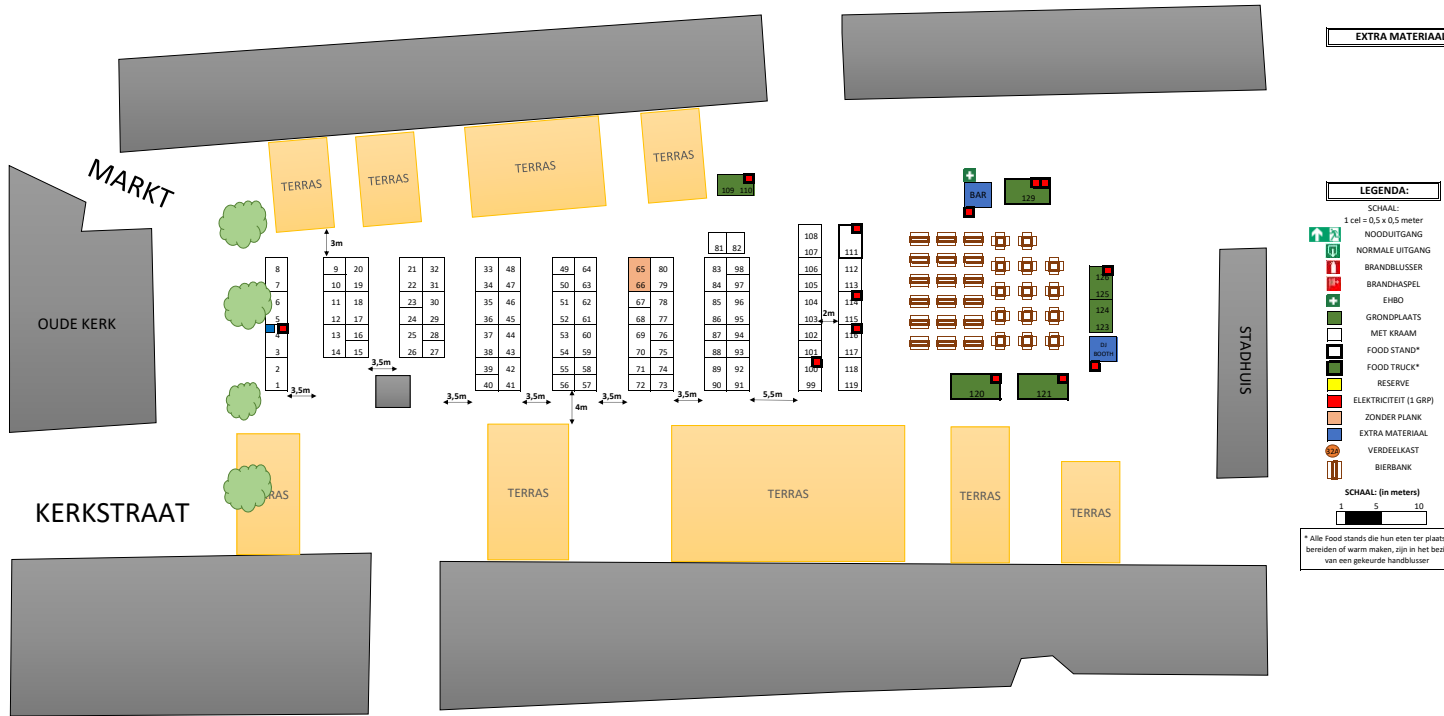 EXTRA MATERIAAL
MARKT
TERRAS
TERRAS
TERRAS
TERRAS
109 110
BAR
129
OUDE KERK
3m
8
7
6
5
4
3
2
1
9 20
10 19
11 18
12 17
13 16
14 15
21 32
22 31
23 30
24 29
25 28
26 27
33 48
34 47
35 46
36 45
37 44
38 43
39 42
40 41
49 64
50 63
51 62
52 61
53 60
54 59
55 58
56 57
65 80
66 79
67 78
68 77
69 76
70 75
71 74
72 73
81 82
83 98
84 97
85 96
86 95
87 94
88 93
89 92
90 91
108
107
106
105
104
103
102
101
100
99
2m
111
112
113
114
115
116
117
118
119
126
125
124
123
DJ
BOOTH
120
121
STADHUIS
3,5m
3,5m
3,5m
3,5m
3,5m
3,5m
5,5m
4m
KERKSTRAAT
RAS
TERRAS
TERRAS
TERRAS
TERRAS
LEGENDA:
SCHAAL:
1 cel = 0,5 x 0,5 meter
NOODUITGANG
NORMALE UITGANG
BRANDBLUSSER
BRANDHASPEL
EHBO
GRONDPLAATS
MET KRAAM
FOOD STAND*
FOOD TRUCK*
RESERVE
ELEKTRICITEIT (1 GRP)
ZONDER PLANK
EXTRA MATERIAAL
32A VERDEELKAST
BIERBANK
SCHAAL: (in meters)
1 5 10
* Alle Food stands die hun eten ter plaats
bereiden of warm maken, zijn in het bezi
van een gekeurde handblusser